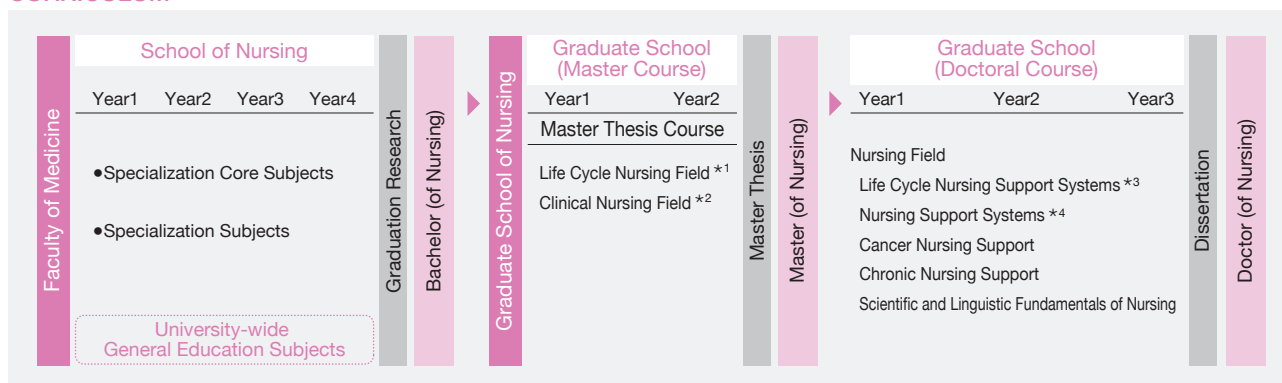 Faculty of Medicine
School of Nursing
Year1 Year2 Year3 Year4
●Specialization Core Subjects
●Specialization Subjects
University-wide
General Education Subjects
Graduation Research
Bachelor (of Nursing)
Graduate School of Nursing
Graduate School
(Master Course)
Year1 Year2
Master Thesis Course
Life Cycle Nursing Field *1
Clinical Nursing Field *2
Master Thesis
Master (of Nursing)
Graduate School
(Doctoral Course)
Year1 Year2 Year3
Nursing Field
Life Cycle Nursing Support Systems *3
Nursing Support Systems *4
Cancer Nursing Support
Chronic Nursing Support
Scientific and Linguistic Fundamentals of Nursing
Dissertation
Doctor (of Nursing)